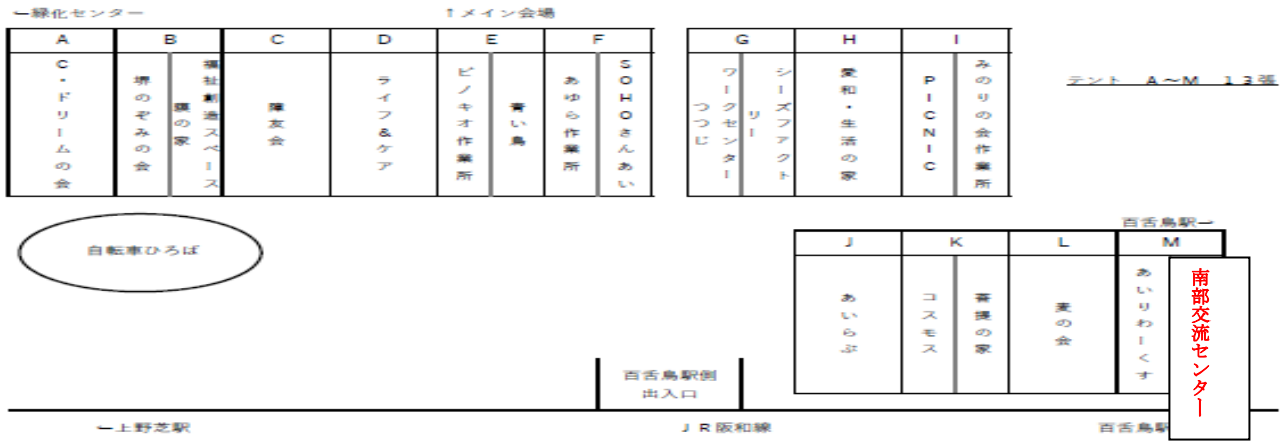 ←緑化センター
↑メイン会場
A
B
C
D
E
F
G
H
I
C・ドリームの会
堺のぞみの会
福祉創造スペース
障友会
ライフ&ケア
ピノキオ作業所
青い鳥
あゆら作業所
SOHOさんあい
ワークセンター
つつじ
シーズファクト
リー
愛和・生活の家
PICNIC
みのりの会作業所
テント A〜M 13張
自転車ひろば
百舌鳥駅→
J
K
L
M
あいらぶ
コスモス
菩提の家
麦の会
あいりわーくす
南部交流センター
百舌鳥駅側
出入口
←上野芝駅
JR阪和線
百舌鳥駅